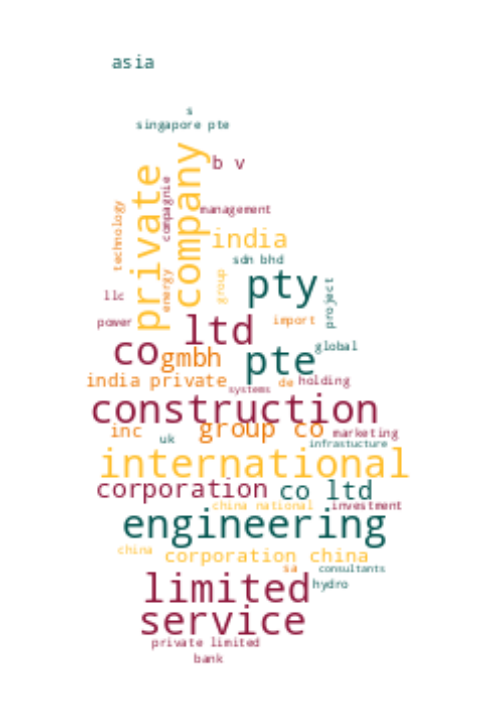 asia
s
singapore pte
b v
company
private
compagnie
technology
management
india
sdn bhd
energy
group
pty
project
llc
power
import
ltd
co
gmbh
pte
global
india private
systems
de
holding
construction
inc
uk
group co
marketing
infrastucture
international
corporation
co ltd
china national
investment
engineering
china
corporation china
sa
consultants
limited
hydro
service
private limited
bank